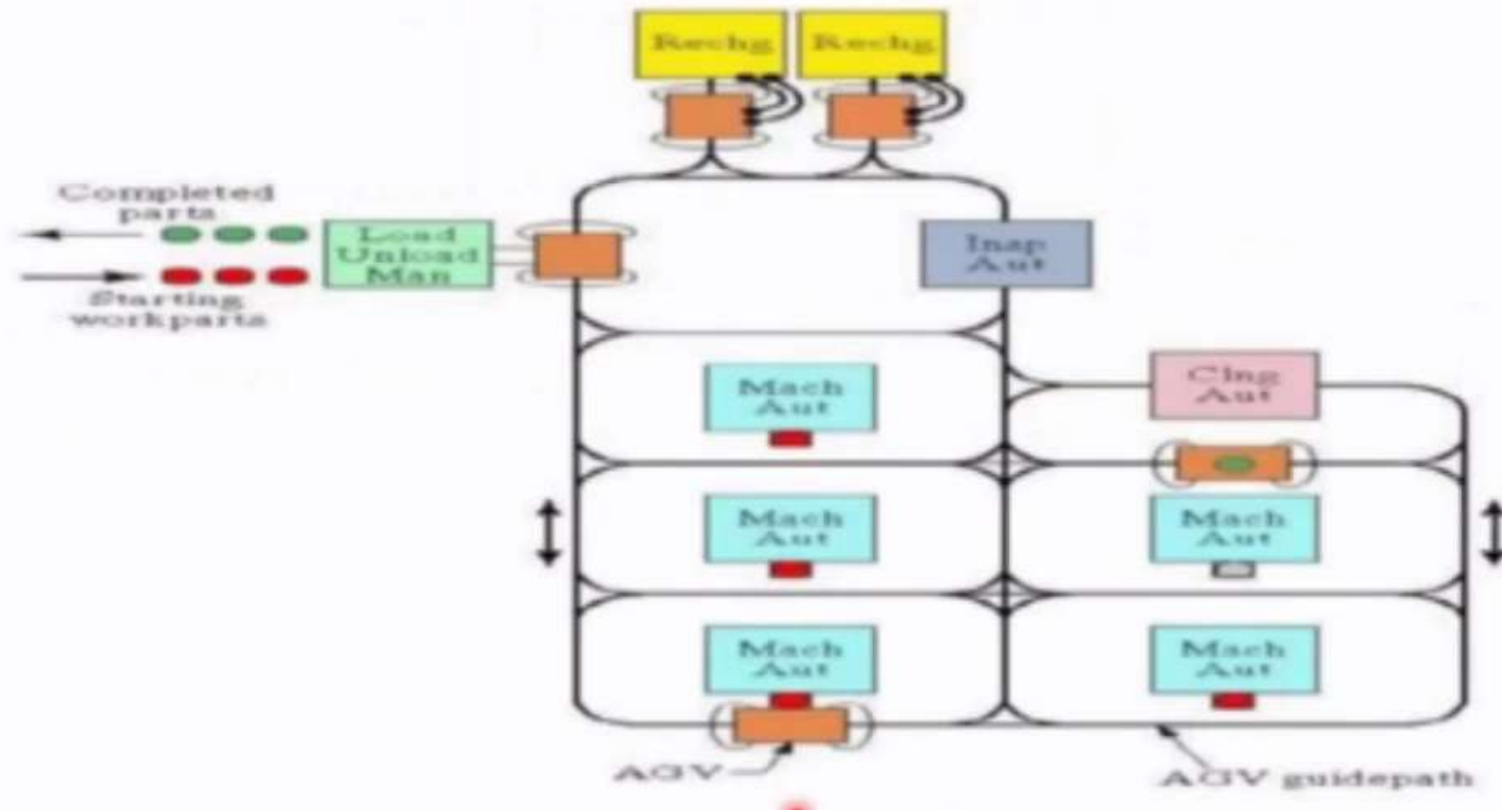 Rechg
Rechg
Completed
parts
Load
Unload
Man
Insp
Aut
Starting
workparts
Mach
Aut
Clng
Aut
Mach
Aut
Mach
Aut
Mach
Aut
Mach
Aut
AGV
AGV guidepath